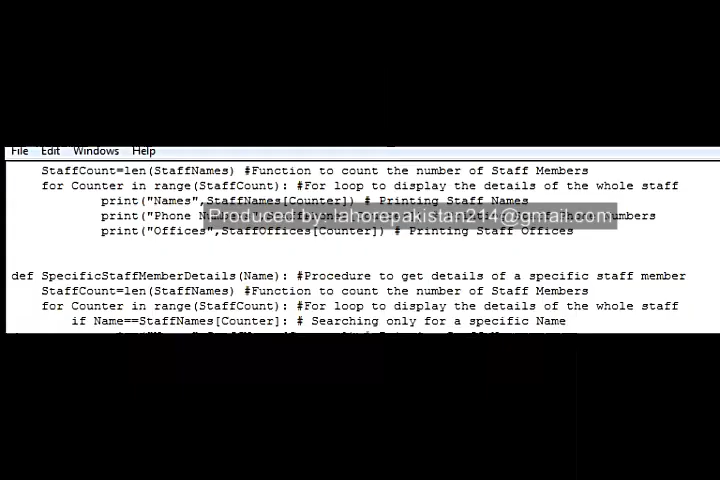 File Edit Windows Help
StaffCount=len(StaffNames) #Function to count the number of Staff Members
for Counter in range(StaffCount): #For loop to display the details of the whole staff
print("Names",StaffNames[Counter]) # Printing Staff Names
print("Phone
Produced by lahorepakistan214@gmail.com
print("Offices",StaffOffices[Counter]) # Printing Staff Offices
def SpecificStaffMemberDetails(Name): #Procedure to get details of a specific staff member
StaffCount=len(StaffNames) #Function to count the number of Staff Members
for Counter in range(StaffCount): #For loop to display the details of the whole staff
if Name==StaffNames[Counter]: # Searching only for a specific Name